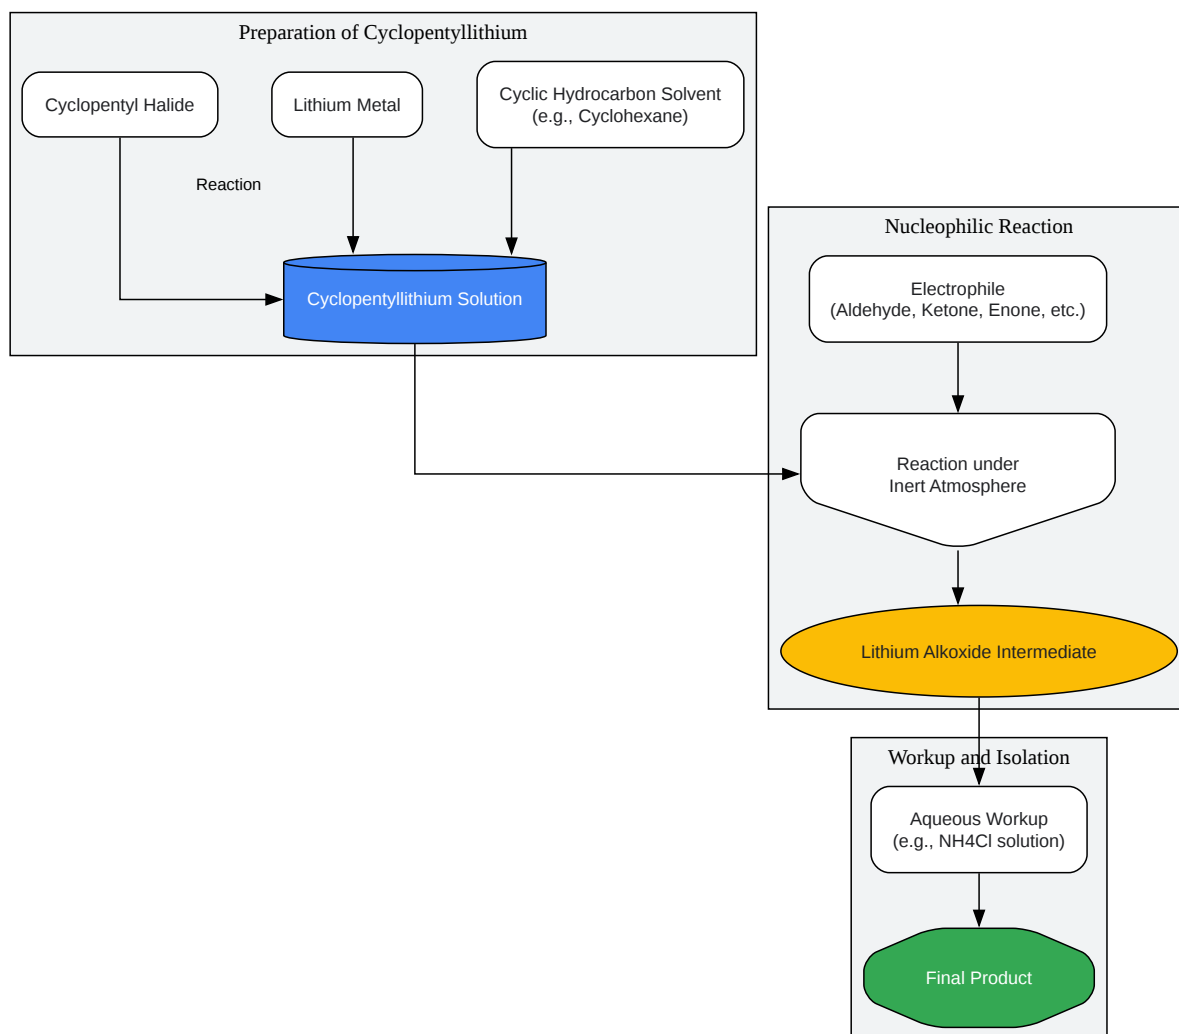 Preparation of Cyclopentyllithium
Cyclopentyl Halide
Lithium Metal
Cyclic Hydrocarbon Solvent
(e.g., Cyclohexane)
Reaction
Cyclopentyllithium Solution
Nucleophilic Reaction
Electrophile
(Aldehyde, Ketone, Enone, etc.)
Reaction under
Inert Atmosphere
Lithium Alkoxide Intermediate
Workup and Isolation
Aqueous Workup
(e.g., NH4Cl solution)
Final Product